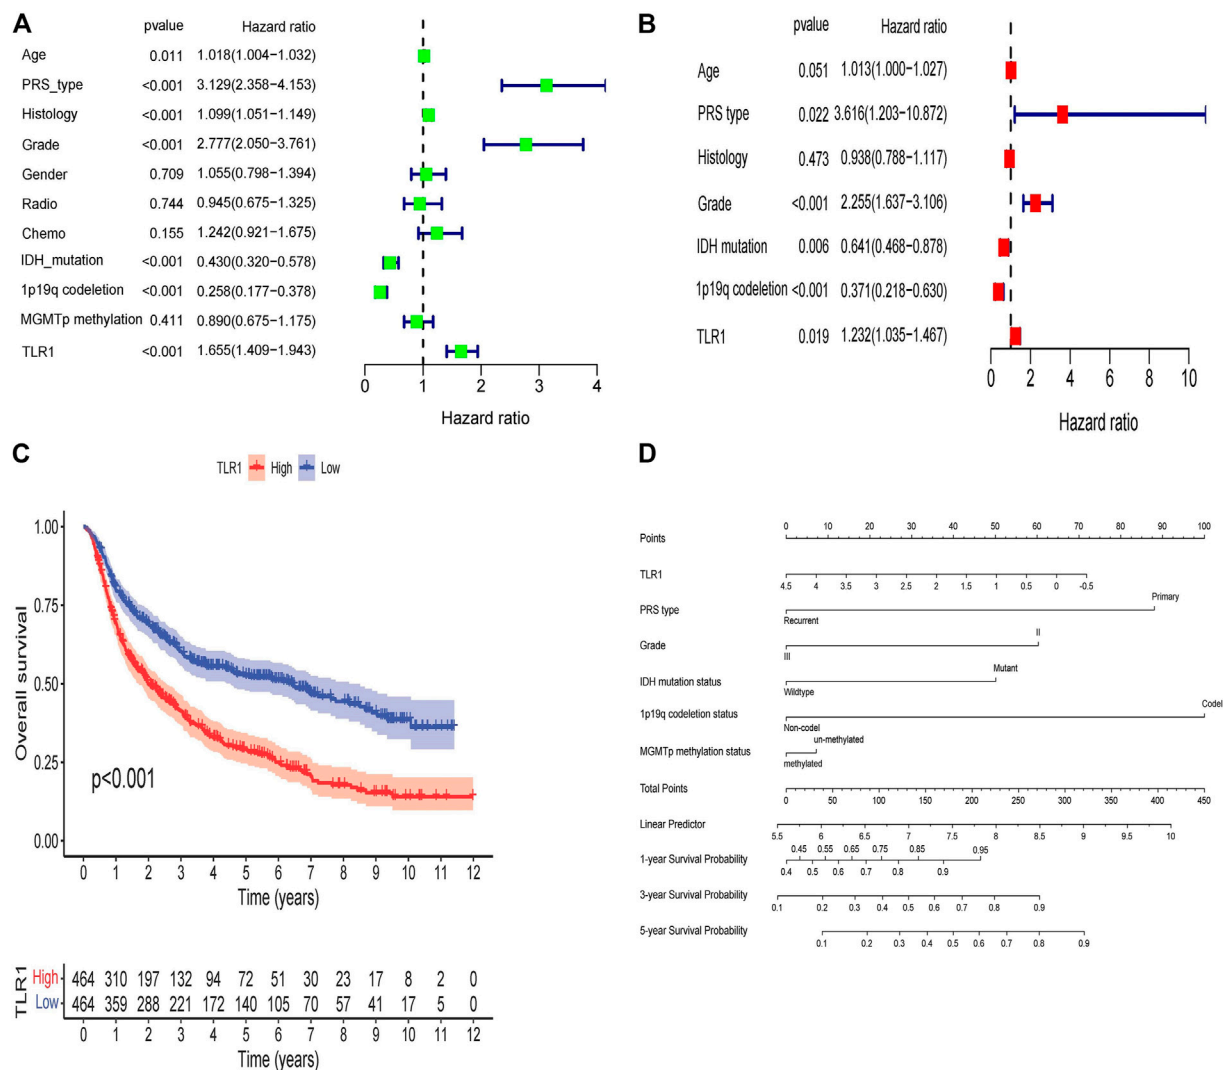 A
pvalue Hazard ratio
Age 0.011 1.018(1.004−1.032)
PRS_type <0.001 3.129(2.358−4.153)
Histology <0.001 1.099(1.051−1.149)
Grade <0.001 2.777(2.050−3.761)
Gender 0.709 1.055(0.798−1.394)
Radio 0.744 0.945(0.675−1.325)
Chemo 0.155 1.242(0.921−1.675)
IDH_mutation <0.001 0.430(0.320−0.578)
1p19q codeletion <0.001 0.258(0.177−0.378)
MGMTp methylation 0.411 0.890(0.675−1.175)
TLR1 <0.001 1.655(1.409−1.943)
0 1 2 3 4
Hazard ratio
B
pvalue Hazard ratio
Age 0.051 1.013(1.000−1.027)
PRS type 0.022 3.616(1.203−10.872)
Histology 0.473 0.938(0.788−1.117)
Grade <0.001 2.255(1.637−3.106)
IDH mutation 0.006 0.641(0.468−0.878)
1p19q codeletion <0.001 0.371(0.218−0.630)
TLR1 0.019 1.232(1.035−1.467)
0 2 4 6 8 10
Hazard ratio
C
TLR1 High Low
Overall survival
1.00
0.75
0.50
0.25
0.00
p<0.001
0 1 2 3 4 5 6 7 8 9 10 11 12
Time (years)
TLR1
High 464 310 197 132 94 72 51 30 23 17 8 2 0
Low 464 359 288 221 172 140 105 70 57 41 17 5 0
0 1 2 3 4 5 6 7 8 9 10 11 12
Time (years)
D
Points 0 10 20 30 40 50 60 70 80 90 100
TLR1 4.5 4 3.5 3 2.5 2 1.5 1 0.5 0 -0.5
Primary
PRS type
Recurrent
II
Grade
III
Mutant
IDH mutation status
Wildtype
Codel
1p19q codeletion status
Non-codel
un-methylated
MGMTp methylation status
methylated
Total Points 0 50 100 150 200 250 300 350 400 450
Linear Predictor 5.5 6 6.5 7 7.5 8 8.5 9 9.5 10
0.45 0.55 0.65 0.75 0.85 0.95
1-year Survival Probability
0.4 0.5 0.6 0.7 0.8 0.9
3-year Survival Probability
0.1 0.2 0.3 0.4 0.5 0.6 0.7 0.8 0.9
5-year Survival Probability
0.1 0.2 0.3 0.4 0.5 0.6 0.7 0.8 0.9